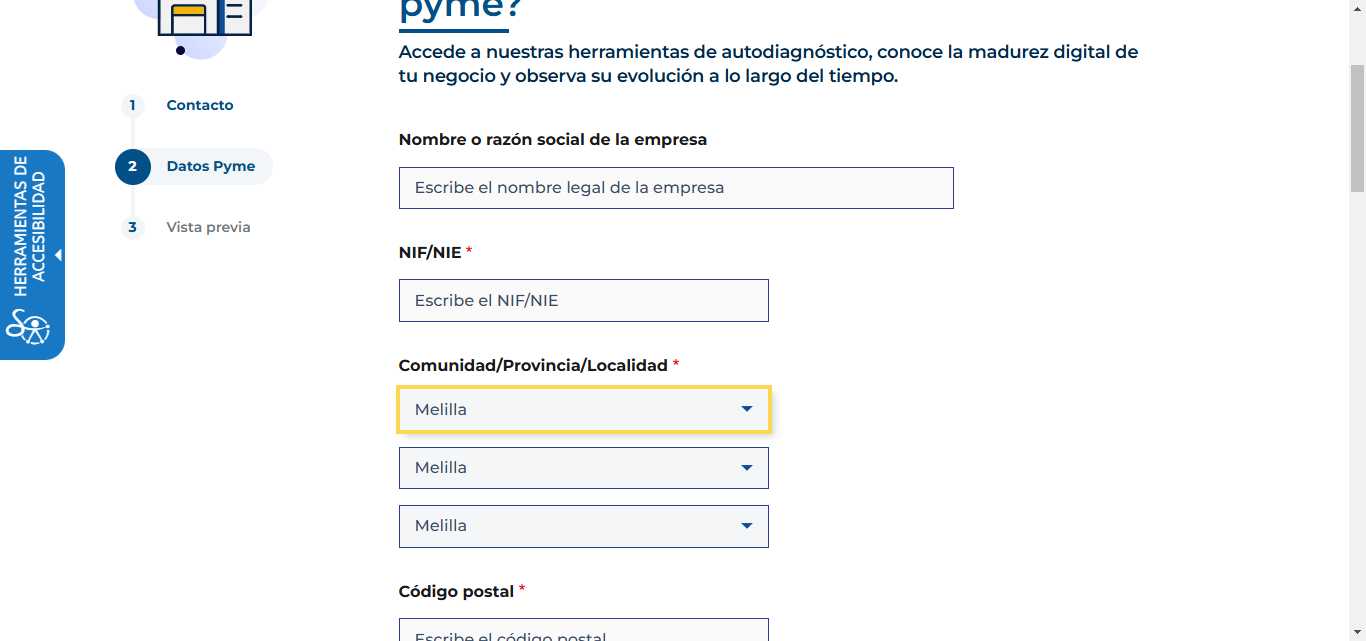 pyme?
Accede a nuestras herramientas de autodiagnóstico, conoce la madurez digital de
tu negocio y observa su evolución a lo largo del tiempo.
1 Contacto
2 Datos Pyme
3 Vista previa
HERRAMIENTAS DE
ACCESIBILIDAD
Nombre o razón social de la empresa
Escribe el nombre legal de la empresa
NIF/NIE *
Escribe el NIF/NIE
Comunidad/Provincia/Localidad *
Melilla
Melilla
Melilla
Código postal *
Escribe el código postal